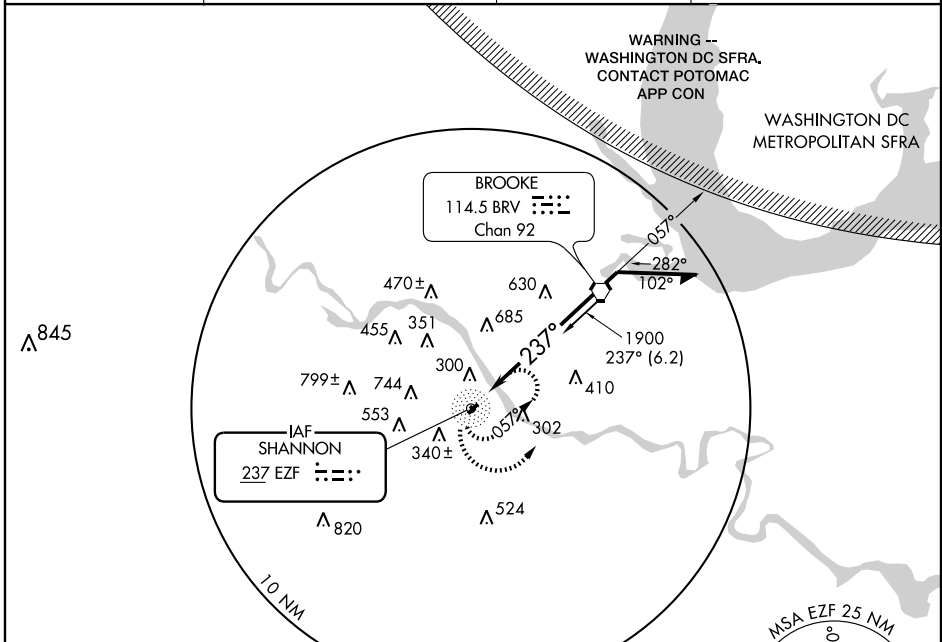 WARNING --
WASHINGTON DC SFRA.
CONTACT POTOMAC
APP CON
WASHINGTON DC
METROPOLITAN SFRA
BROOKE
114.5 BRV
Chan 92
057°
282°
102°
470±
630
845
455
351
685
237°
1900
237° (6.2)
300
799±
744
410
553
057°
302
340±
IAF
SHANNON
237 EZF
524
820
10 NM
MSA EZF 25 NM